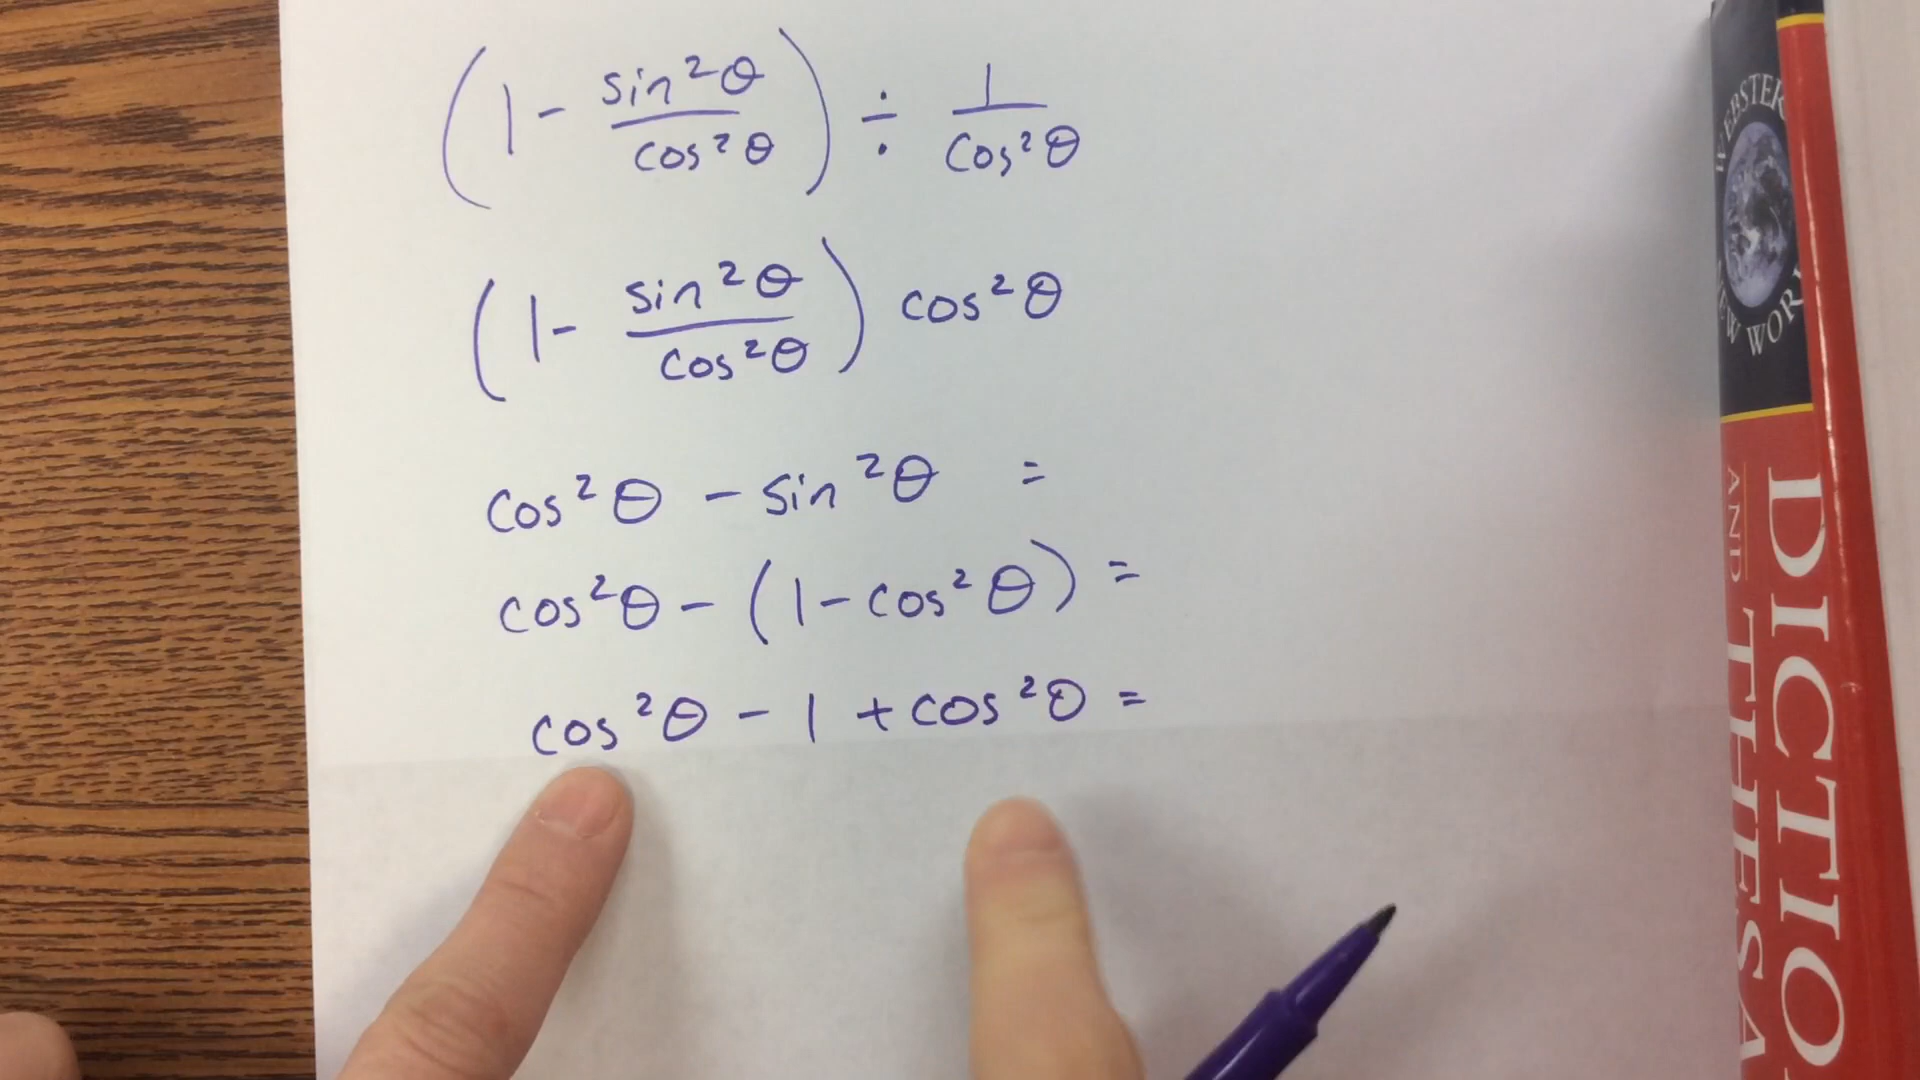 (1 - sin²θ/cos²θ) ÷ 1/cos²θ
(1 - sin²θ/cos²θ) cos²θ
cos²θ - sin²θ =
cos²θ - (1 - cos²θ) =
cos²θ - 1 + cos²θ =
WEBSTER'S
NEW WOR
DICTIO
AND THESA